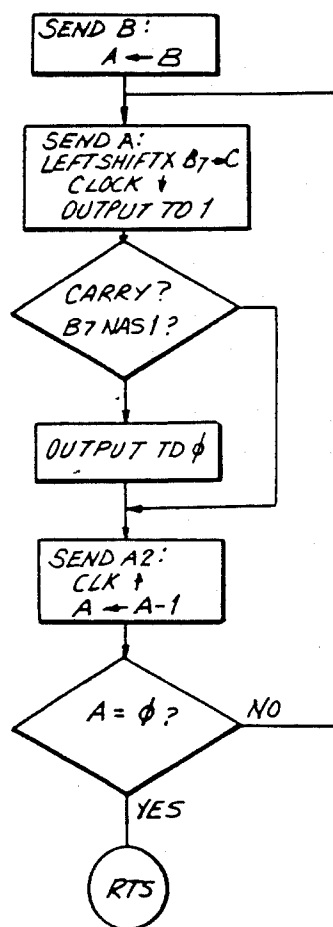 SEND B:
A ← B
SEND A:
LEFTSHIFTX B7→C
CLOCK ↓
OUTPUT TO 1
CARRY?
B7 WAS 1?
OUTPUT TO ϕ
SEND A2:
CLK ↑
A ← A-1
A = ϕ?
NO
YES
RTS